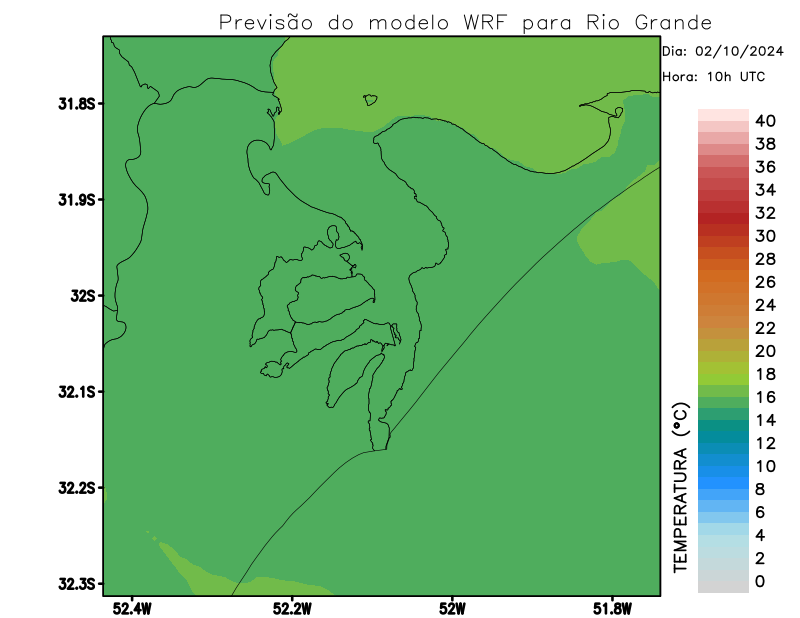 Previsão do modelo WRF para Rio Grande
Dia: 02/10/2024
Hora: 10h UTC
31.8S
31.9S
32S
32.1S
32.2S
32.3S
52.4W
52.2W
52W
51.8W
TEMPERATURA (°C)
40
38
36
34
32
30
28
26
24
22
20
18
16
14
12
10
8
6
4
2
0